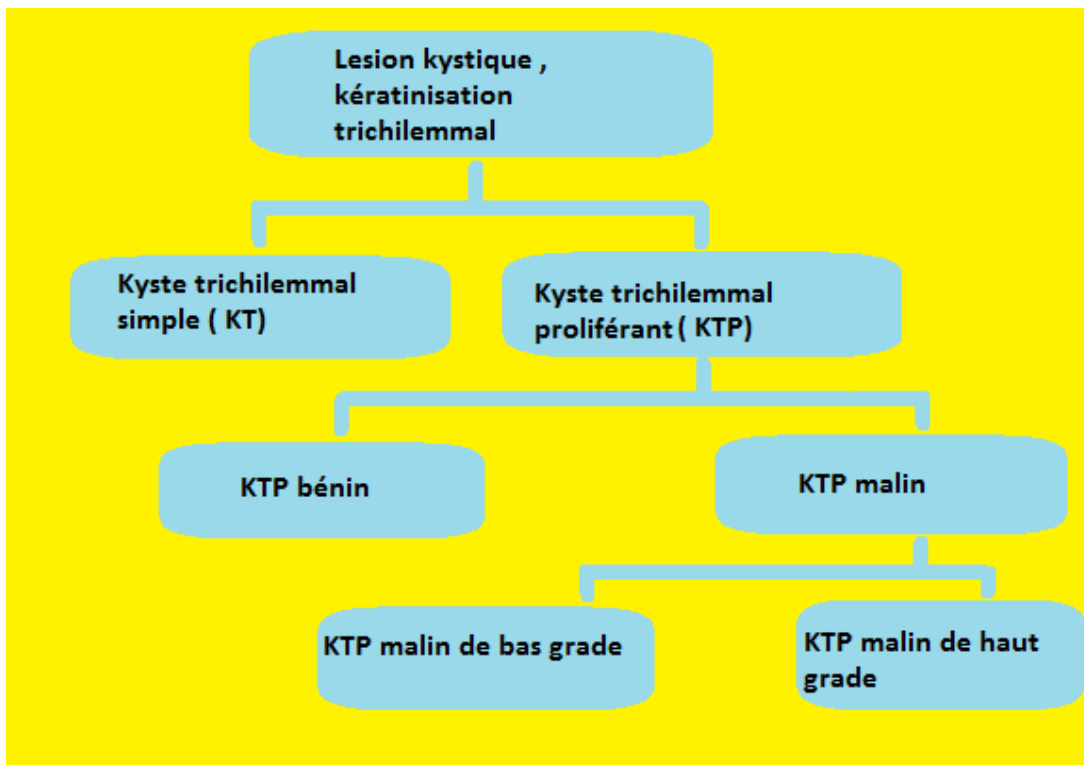 Lesion kystique ,
kératinisation
trichilemmal
Kyste trichilemmal
simple ( KT)
Kyste trichilemmal
proliférant ( KTP)
KTP bénin
KTP malin
KTP malin de bas grade
KTP malin de haut
grade